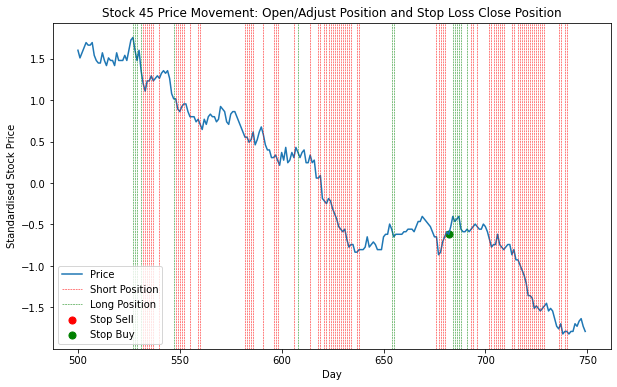 Stock 45 Price Movement: Open/Adjust Position and Stop Loss Close Position
Standardised Stock Price
1.5
1.0
0.5
0.0
−0.5
−1.0
−1.5
Price
Short Position
Long Position
Stop Sell
Stop Buy
500 550 600 650 700 750
Day